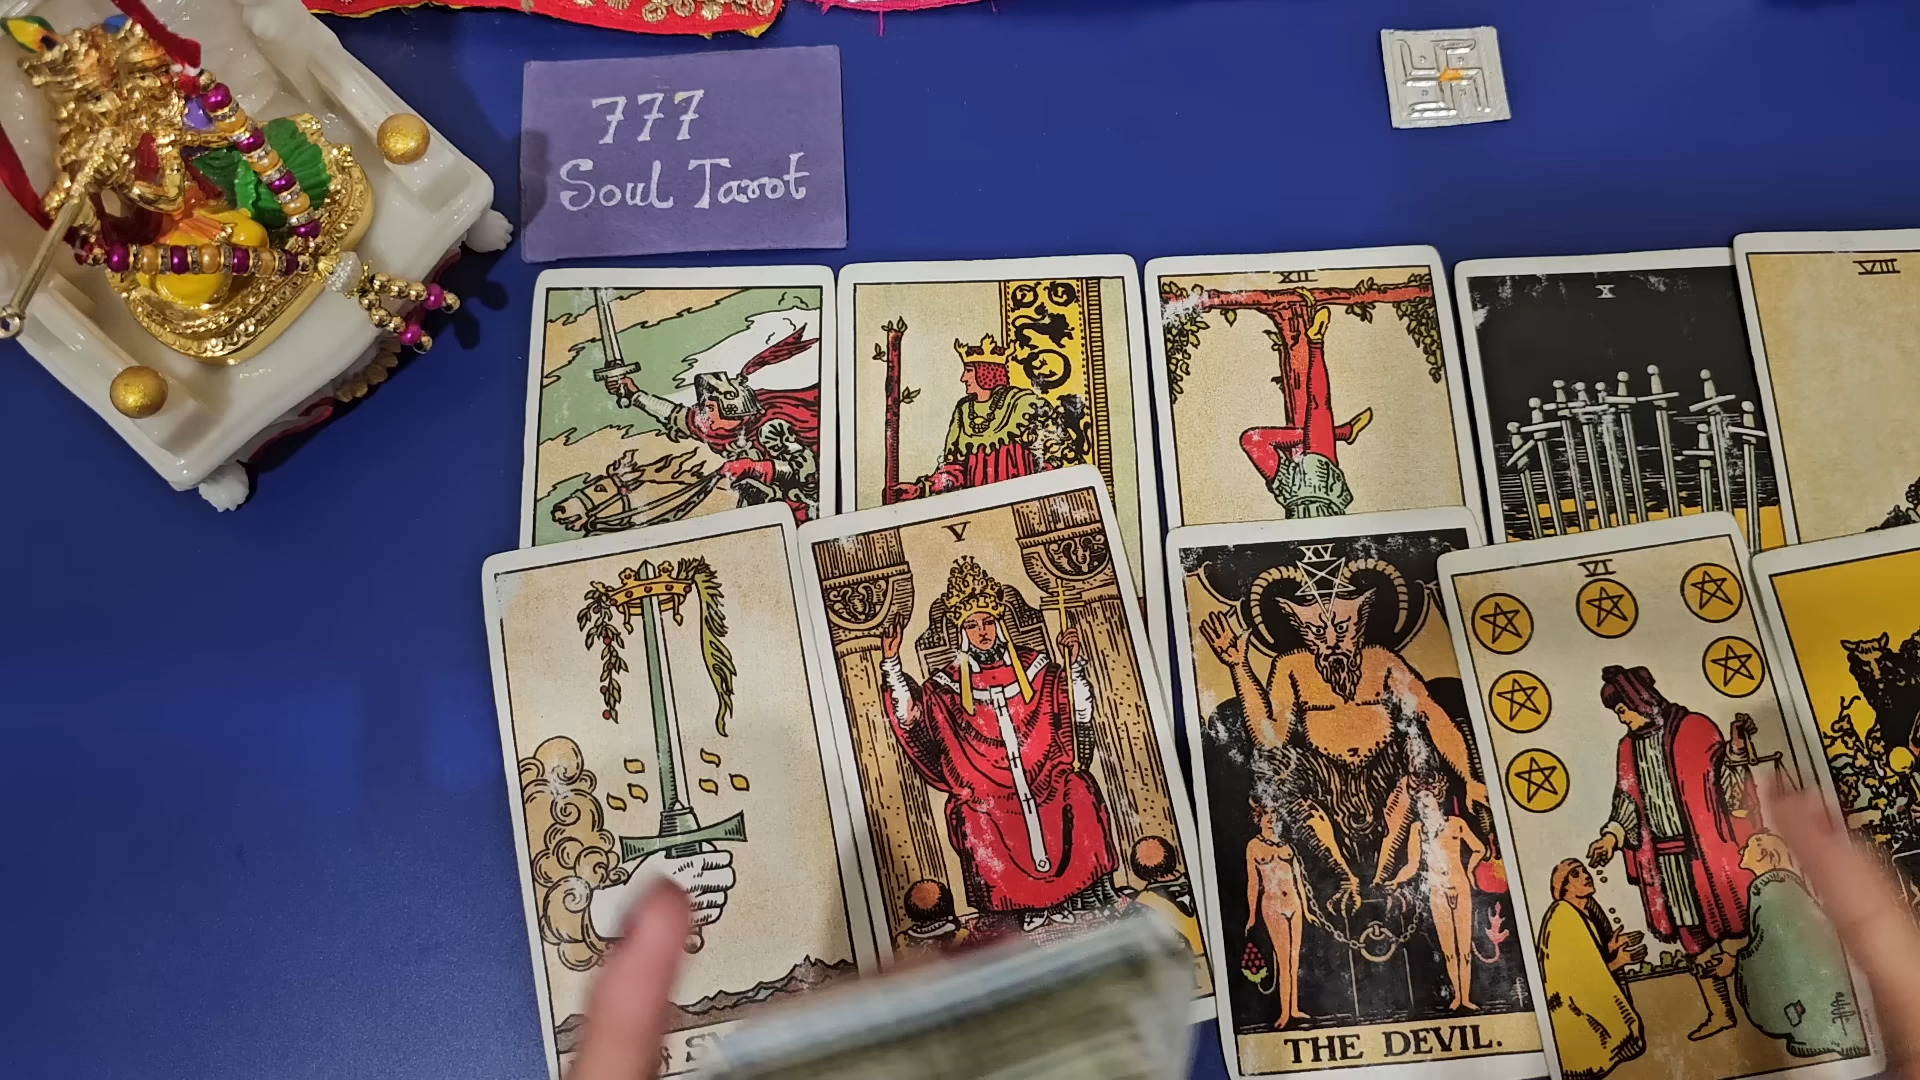 777
Soul Tarot
XII
X
VIII
V
XV
VI
THE DEVIL.